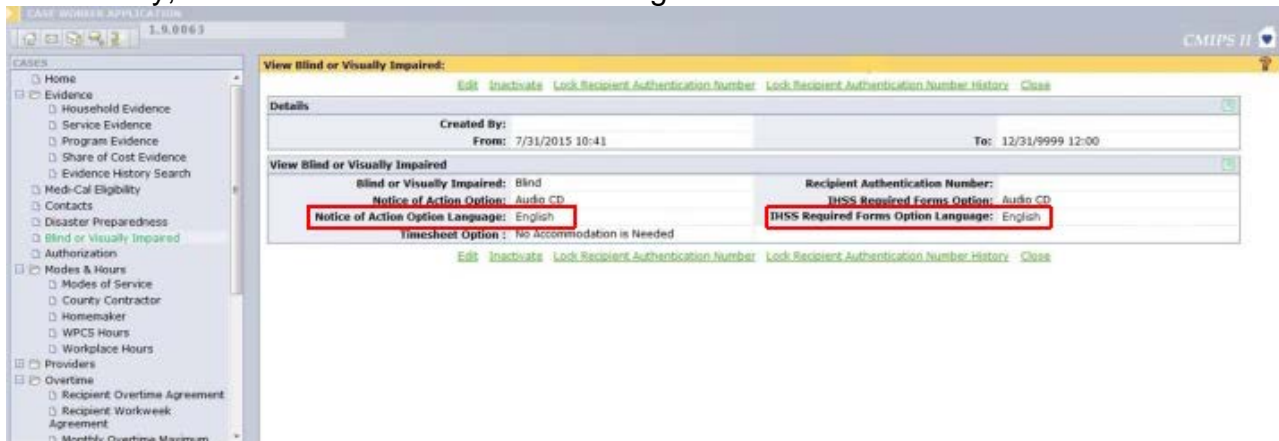 CASE WORKER APPLICATION
1.9.0063
CMIPS II
CASES
Home
Evidence
Household Evidence
Service Evidence
Program Evidence
Share of Cost Evidence
Evidence History Search
Medi-Cal Eligibility
Contacts
Disaster Preparedness
Blind or Visually Impaired
Authorization
Modes & Hours
Modes of Service
County Contractor
Homemaker
WPCS Hours
Workplace Hours
Providers
Overtime
Recipient Overtime Agreement
Recipient Workweek
Agreement
Monthly Overtime Maximum
View Blind or Visually Impaired:
Edit Inactivate Lock Recipient Authentication Number Lock Recipient Authentication Number History Close
Details
Created By:
From: 7/31/2015 10:41 To: 12/31/9999 12:00
View Blind or Visually Impaired
Blind or Visually Impaired: Blind Recipient Authentication Number:
Notice of Action Option: Audio CD IHSS Required Forms Option: Audio CD
Notice of Action Option Language: English IHSS Required Forms Option Language: English
Timesheet Option : No Accommodation is Needed
Edit Inactivate Lock Recipient Authentication Number Lock Recipient Authentication Number History Close